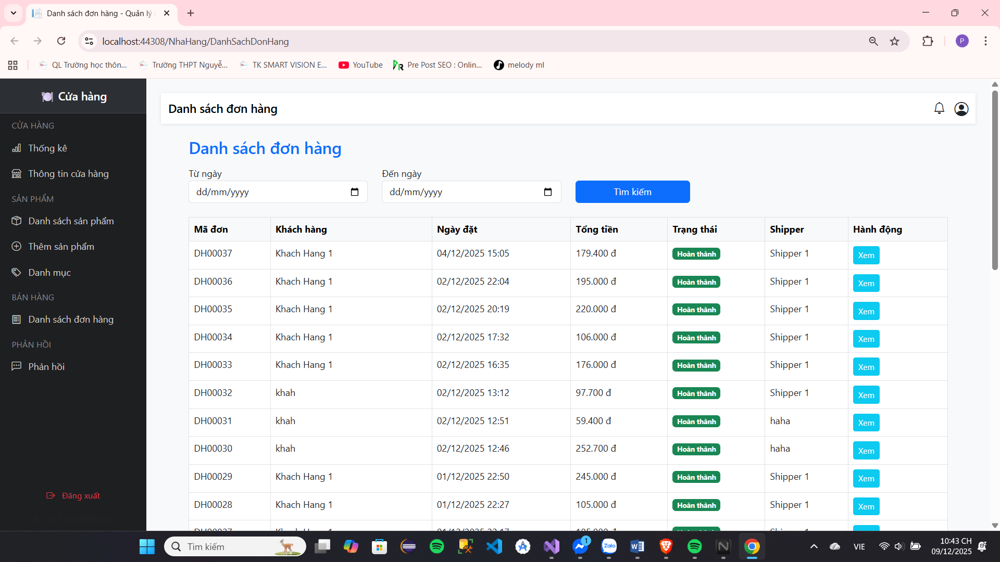 Danh sách đơn hàng - Quản lý
localhost:44308/NhaHang/DanhSachDonHang
P
QL Trường học thôn...
Trường THPT Nguyễ...
TK SMART VISION E...
YouTube
Pre Post SEO : Onlin...
melody ml
Cửa hàng
CỬA HÀNG
Thống kê
Thông tin cửa hàng
SẢN PHẨM
Danh sách sản phẩm
Thêm sản phẩm
Danh mục
BÁN HÀNG
Danh sách đơn hàng
PHẢN HỒI
Phản hồi
Đăng xuất
Danh sách đơn hàng
Danh sách đơn hàng
Từ ngày
Đến ngày
dd/mm/yyyy
dd/mm/yyyy
Tìm kiếm
Mã đơn Khách hàng Ngày đặt Tổng tiền Trạng thái Shipper Hành động
DH00037 Khach Hang 1 04/12/2025 15:05 179.400 đ Hoàn thành Shipper 1 Xem
DH00036 Khach Hang 1 02/12/2025 22:04 195.000 đ Hoàn thành Shipper 1 Xem
DH00035 Khach Hang 1 02/12/2025 20:19 220.000 đ Hoàn thành Shipper 1 Xem
DH00034 Khach Hang 1 02/12/2025 17:32 106.000 đ Hoàn thành Shipper 1 Xem
DH00033 Khach Hang 1 02/12/2025 16:35 176.000 đ Hoàn thành Shipper 1 Xem
DH00032 khah 02/12/2025 13:12 97.700 đ Hoàn thành Shipper 1 Xem
DH00031 khah 02/12/2025 12:51 59.400 đ Hoàn thành haha Xem
DH00030 khah 02/12/2025 12:46 252.700 đ Hoàn thành haha Xem
DH00029 Khach Hang 1 01/12/2025 22:50 245.000 đ Hoàn thành Shipper 1 Xem
DH00028 Khach Hang 1 01/12/2025 22:27 105.000 đ Hoàn thành Shipper 1 Xem
Tìm kiếm
1
Zalo
VIE
10:43 CH
09/12/2025